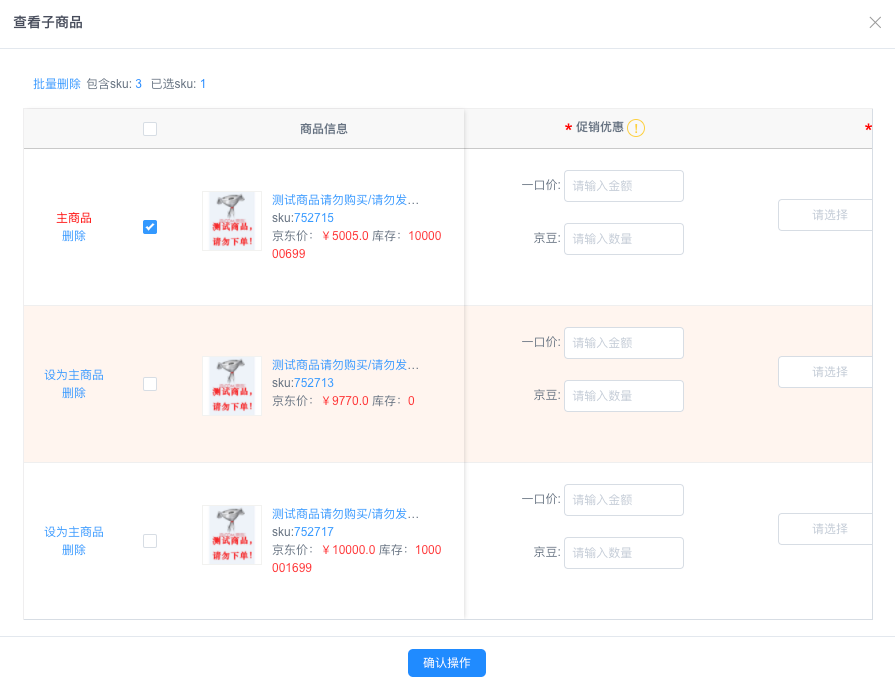 查看子商品
批量删除 包含sku: 3 已选sku: 1
商品信息
* 促销优惠 !
*
主商品
删除
测试商品,
请勿下单!
测试商品请勿购买/请勿发…
sku:752715
京东价: ￥5005.0 库存: 10000
00699
一口价: 请输入金额
京豆: 请输入数量
请选择
设为主商品
删除
测试商品,
请勿下单!
测试商品请勿购买/请勿发…
sku:752713
京东价: ￥9770.0 库存: 0
一口价: 请输入金额
京豆: 请输入数量
请选择
设为主商品
删除
测试商品,
请勿下单!
测试商品请勿购买/请勿发…
sku:752717
京东价: ￥10000.0 库存: 1000
001699
一口价: 请输入金额
京豆: 请输入数量
请选择
确认操作